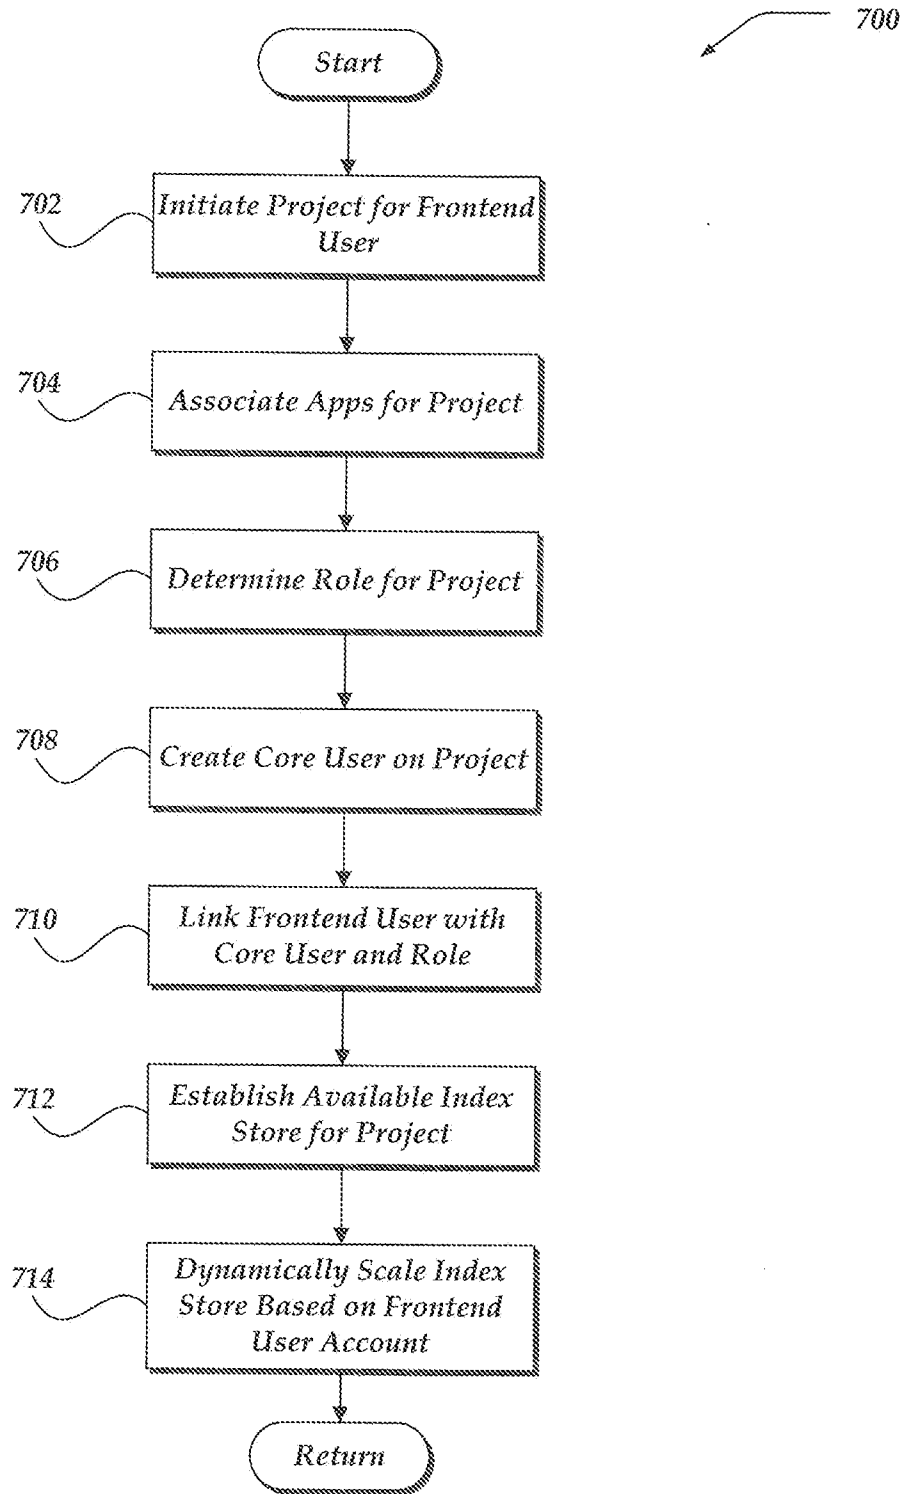 700
Start
702
Initiate Project for Frontend
User
704
Associate Apps for Project
706
Determine Role for Project
708
Create Core User on Project
710
Link Frontend User with
Core User and Role
712
Establish Available Index
Store for Project
714
Dynamically Scale Index
Store Based on Frontend
User Account
Return